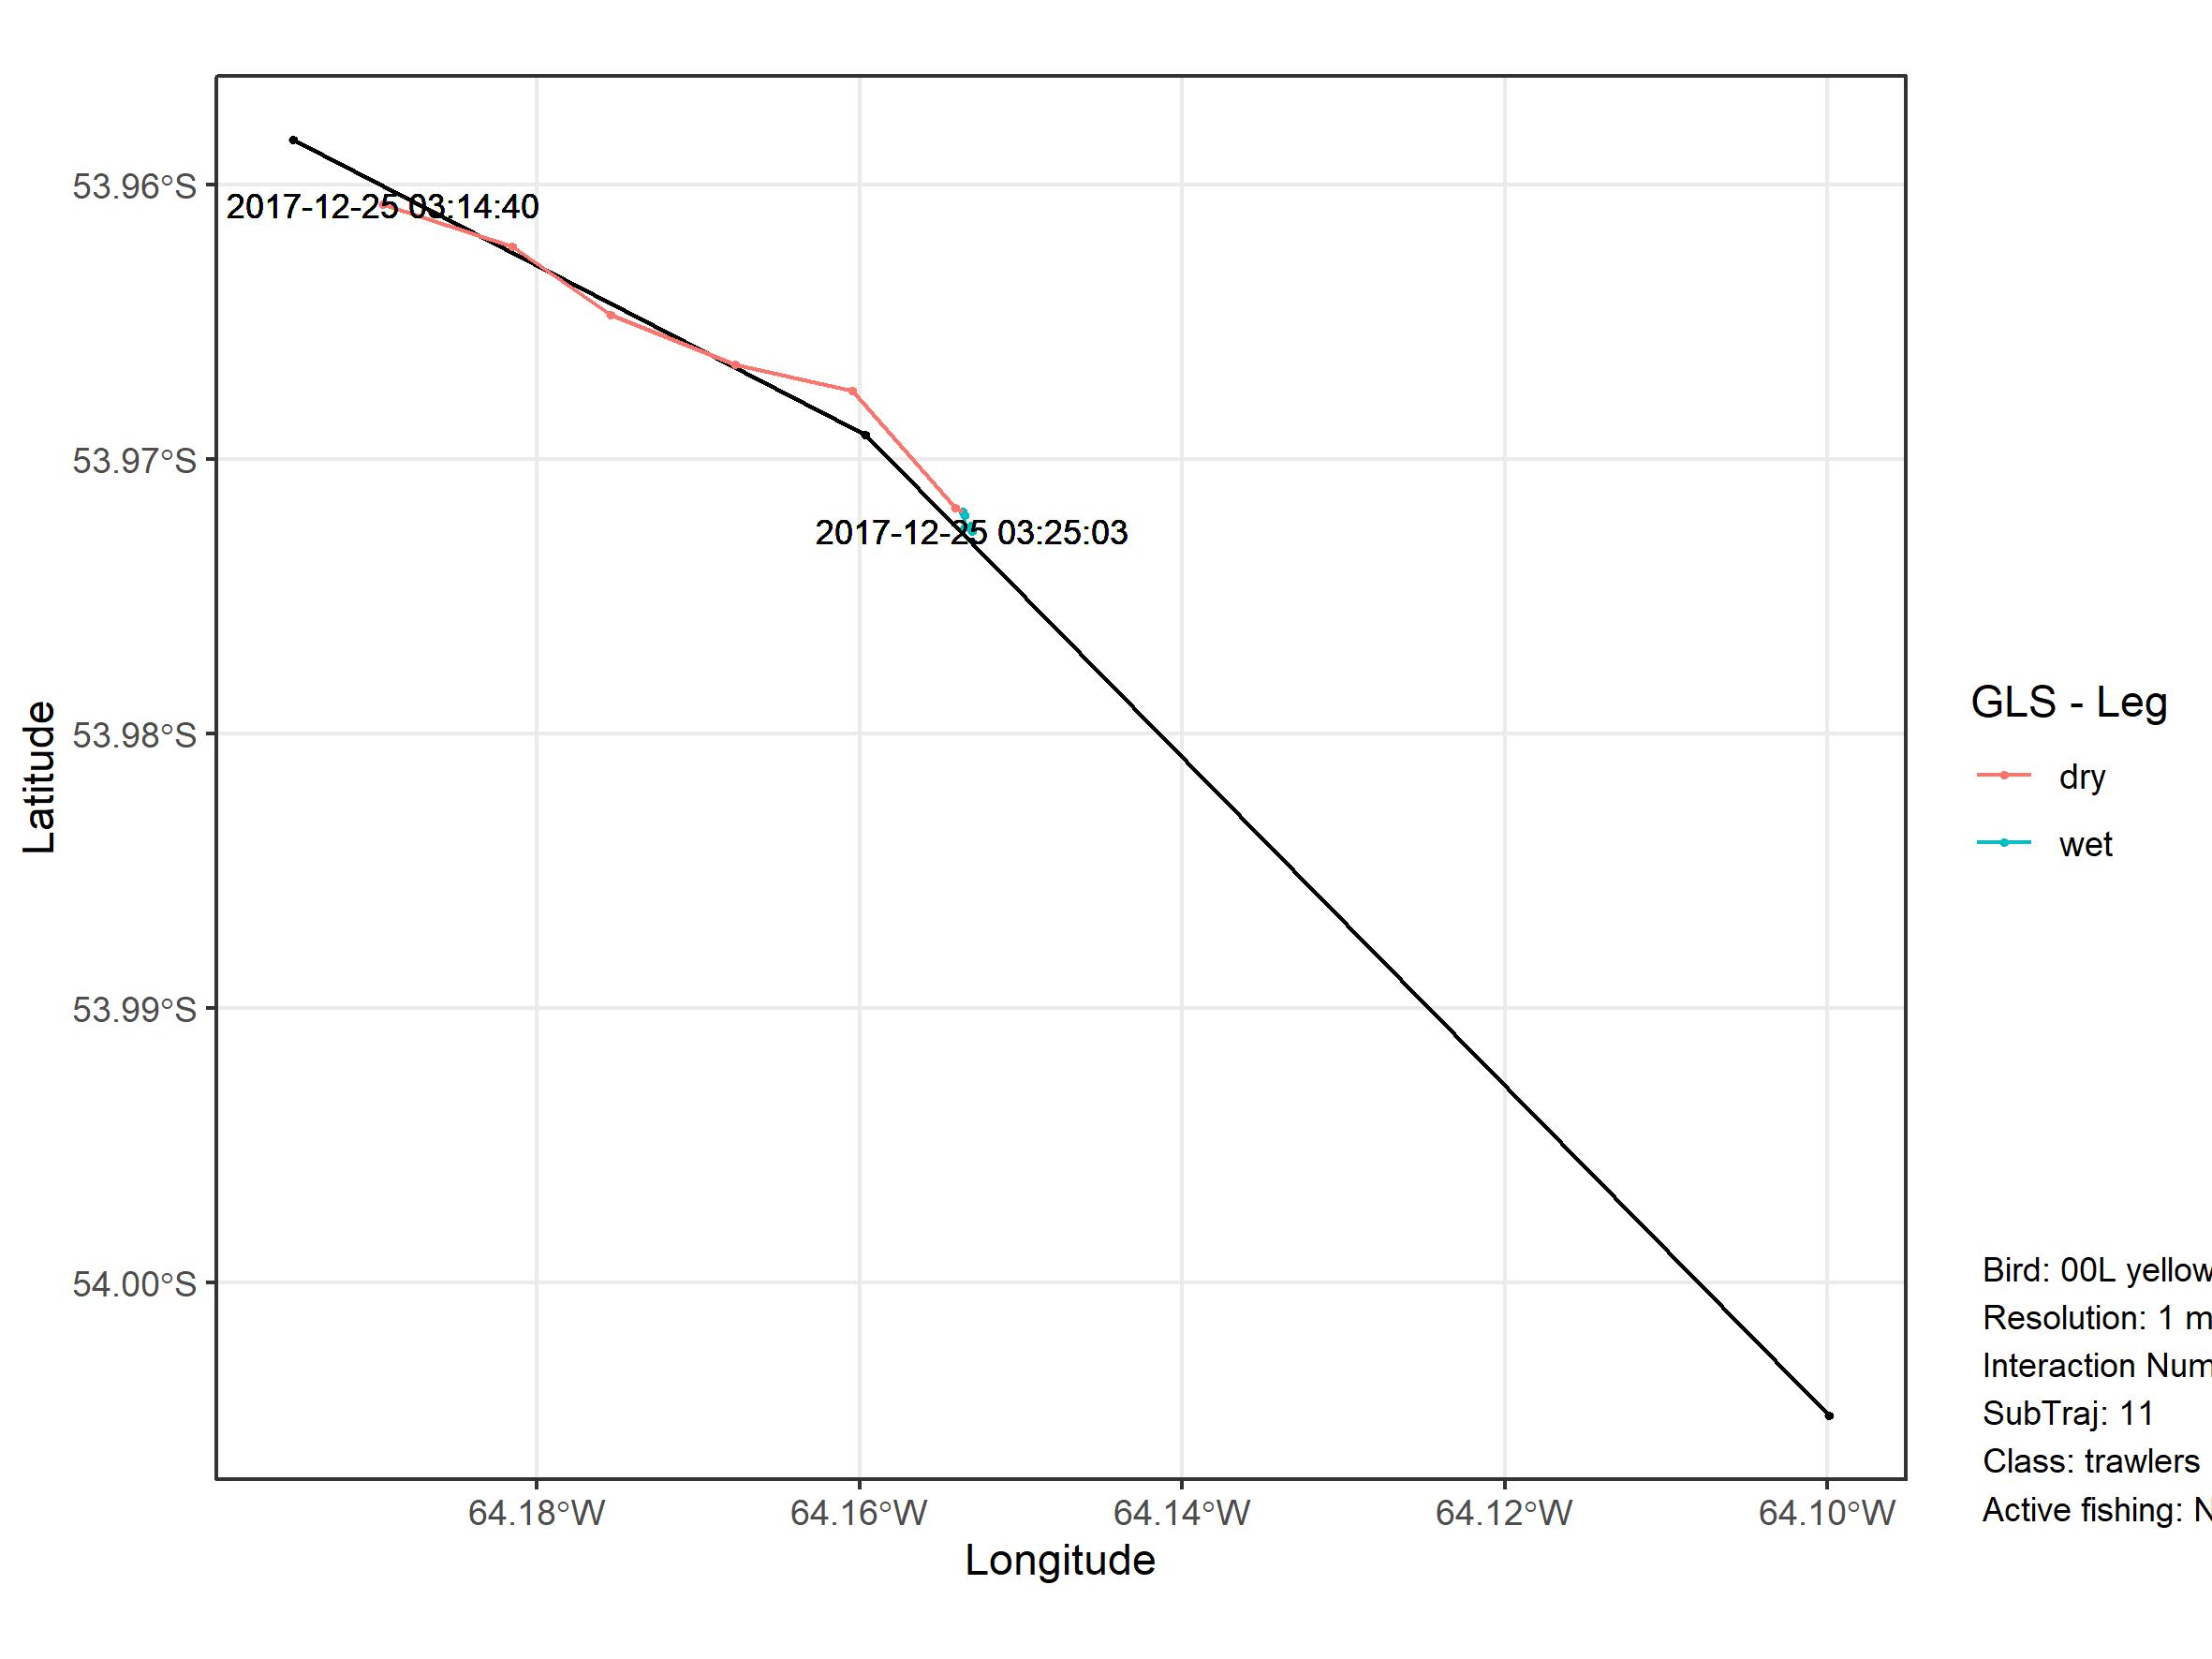 53.96°S
53.97°S
53.98°S
53.99°S
54.00°S
Latitude
2017-12-25 03:14:40
2017-12-25 03:25:03
64.18°W
64.16°W
64.14°W
64.12°W
64.10°W
Longitude
GLS - Leg
dry
wet
Bird: 00L yellow
Resolution: 1 m
Interaction Num
SubTraj: 11
Class: trawlers
Active fishing: N